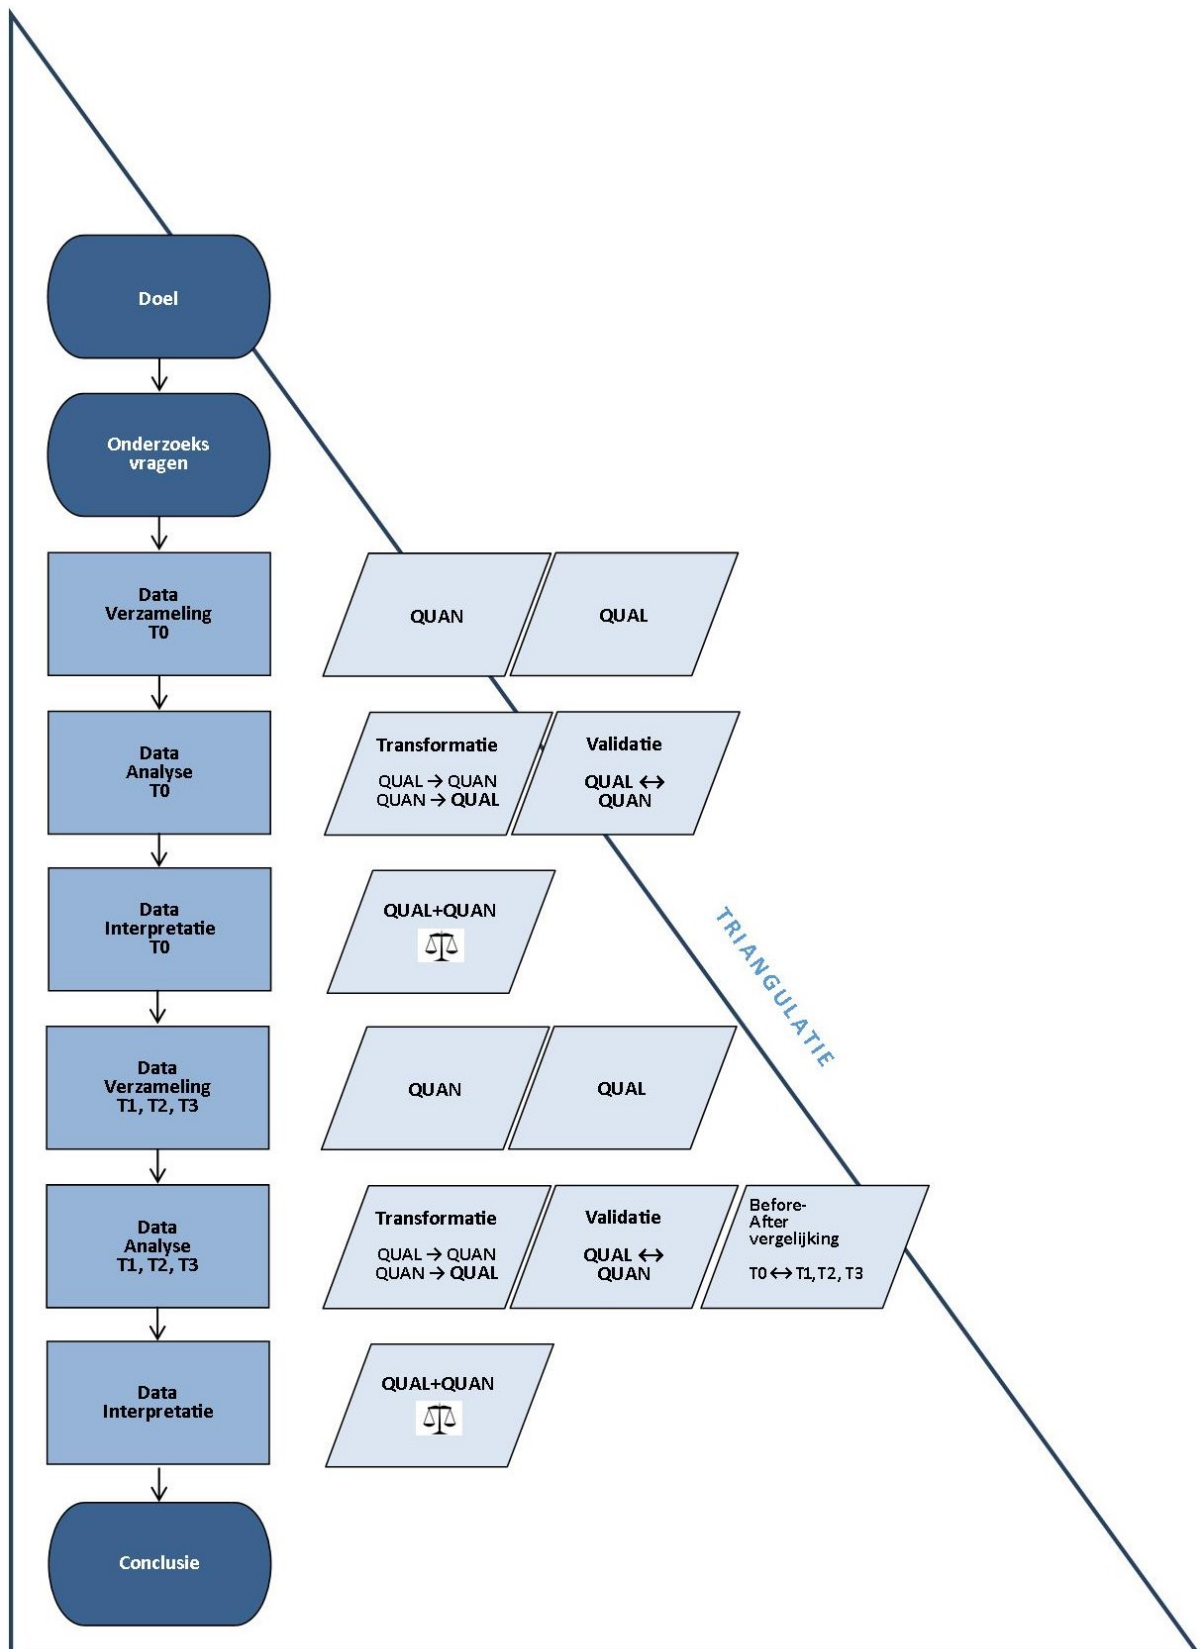 Doel
Onderzoeks
vragen
Data
Verzameling
T0
QUAN
QUAL
Data
Analyse
T0
Transformatie
QUAL → QUAN
QUAN → QUAL
Validatie
QUAL ↔
QUAN
Data
Interpretatie
T0
QUAL+QUAN
TRIANGULATIE
Data
Verzameling
T1, T2, T3
QUAN
QUAL
Data
Analyse
T1, T2, T3
Transformatie
QUAL → QUAN
QUAN → QUAL
Validatie
QUAL ↔
QUAN
Before-
After
vergelijking
T0 ↔ T1, T2, T3
Data
Interpretatie
QUAL+QUAN
Conclusie